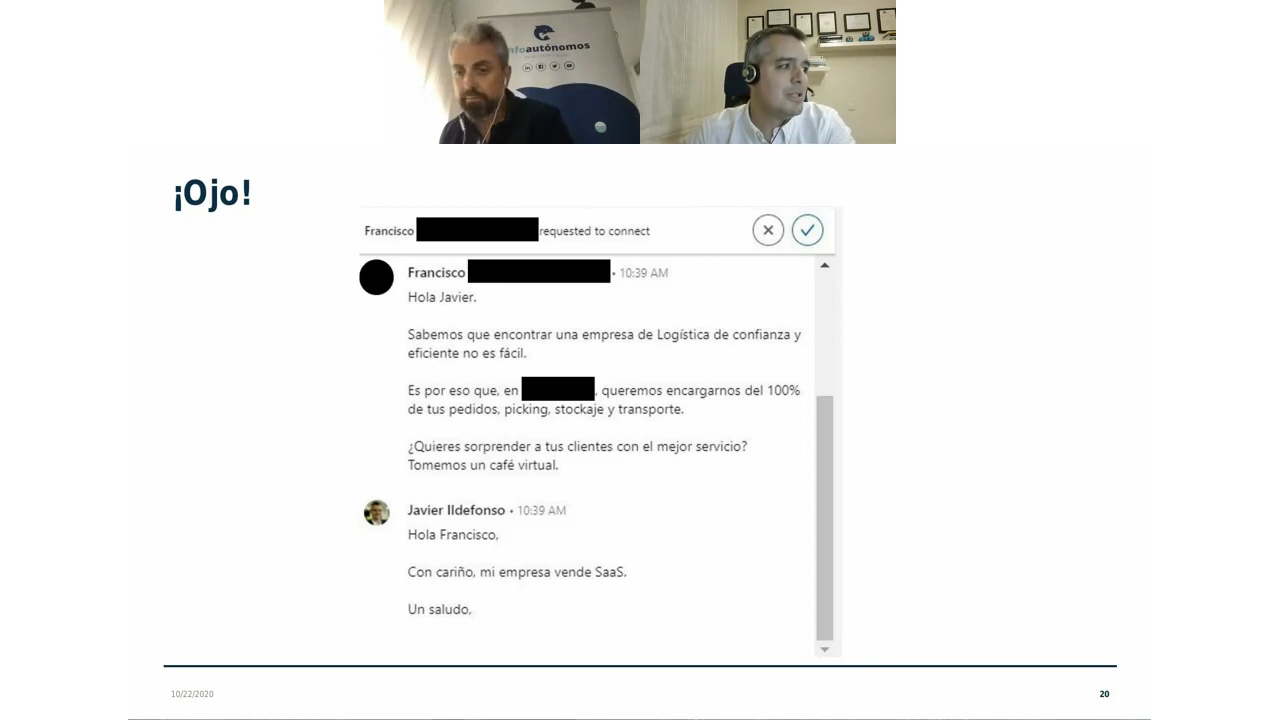 infoautónomos
¡Ojo!
Francisco requested to connect
Francisco • 10:39 AM
Hola Javier.
Sabemos que encontrar una empresa de Logística de confianza y
eficiente no es fácil.
Es por eso que, en , queremos encargarnos del 100%
de tus pedidos, picking, stockaje y transporte.
¿Quieres sorprender a tus clientes con el mejor servicio?
Tomemos un café virtual.
Javier Ildefonso • 10:39 AM
Hola Francisco,
Con cariño, mi empresa vende SaaS.
Un saludo,
10/22/2020
20